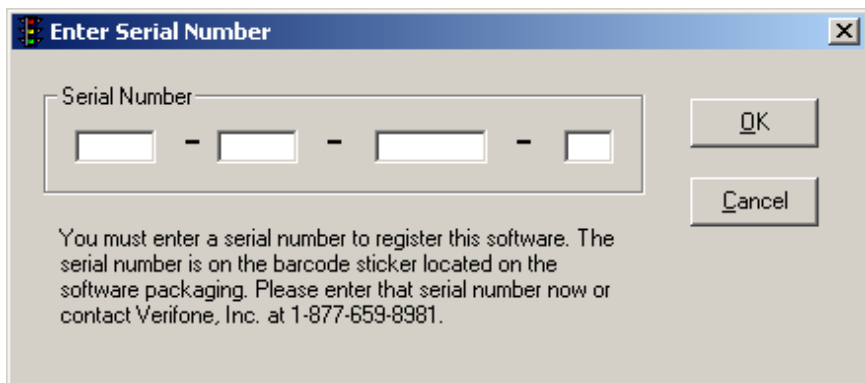 Enter Serial Number
Serial Number
- - -
OK
Cancel
You must enter a serial number to register this software. The
serial number is on the barcode sticker located on the
software packaging. Please enter that serial number now or
contact Verifone, Inc. at 1-877-659-8981.